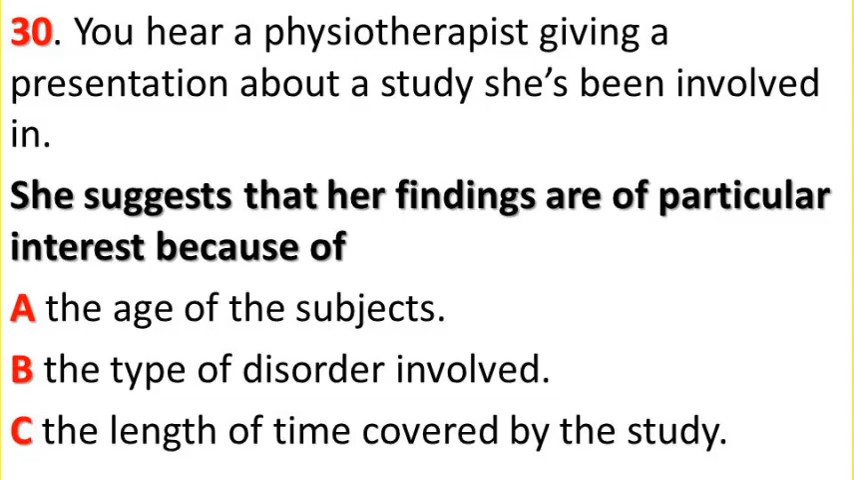 30. You hear a physiotherapist giving a
presentation about a study she’s been involved
in.
She suggests that her findings are of particular
interest because of
A the age of the subjects.
B the type of disorder involved.
C the length of time covered by the study.